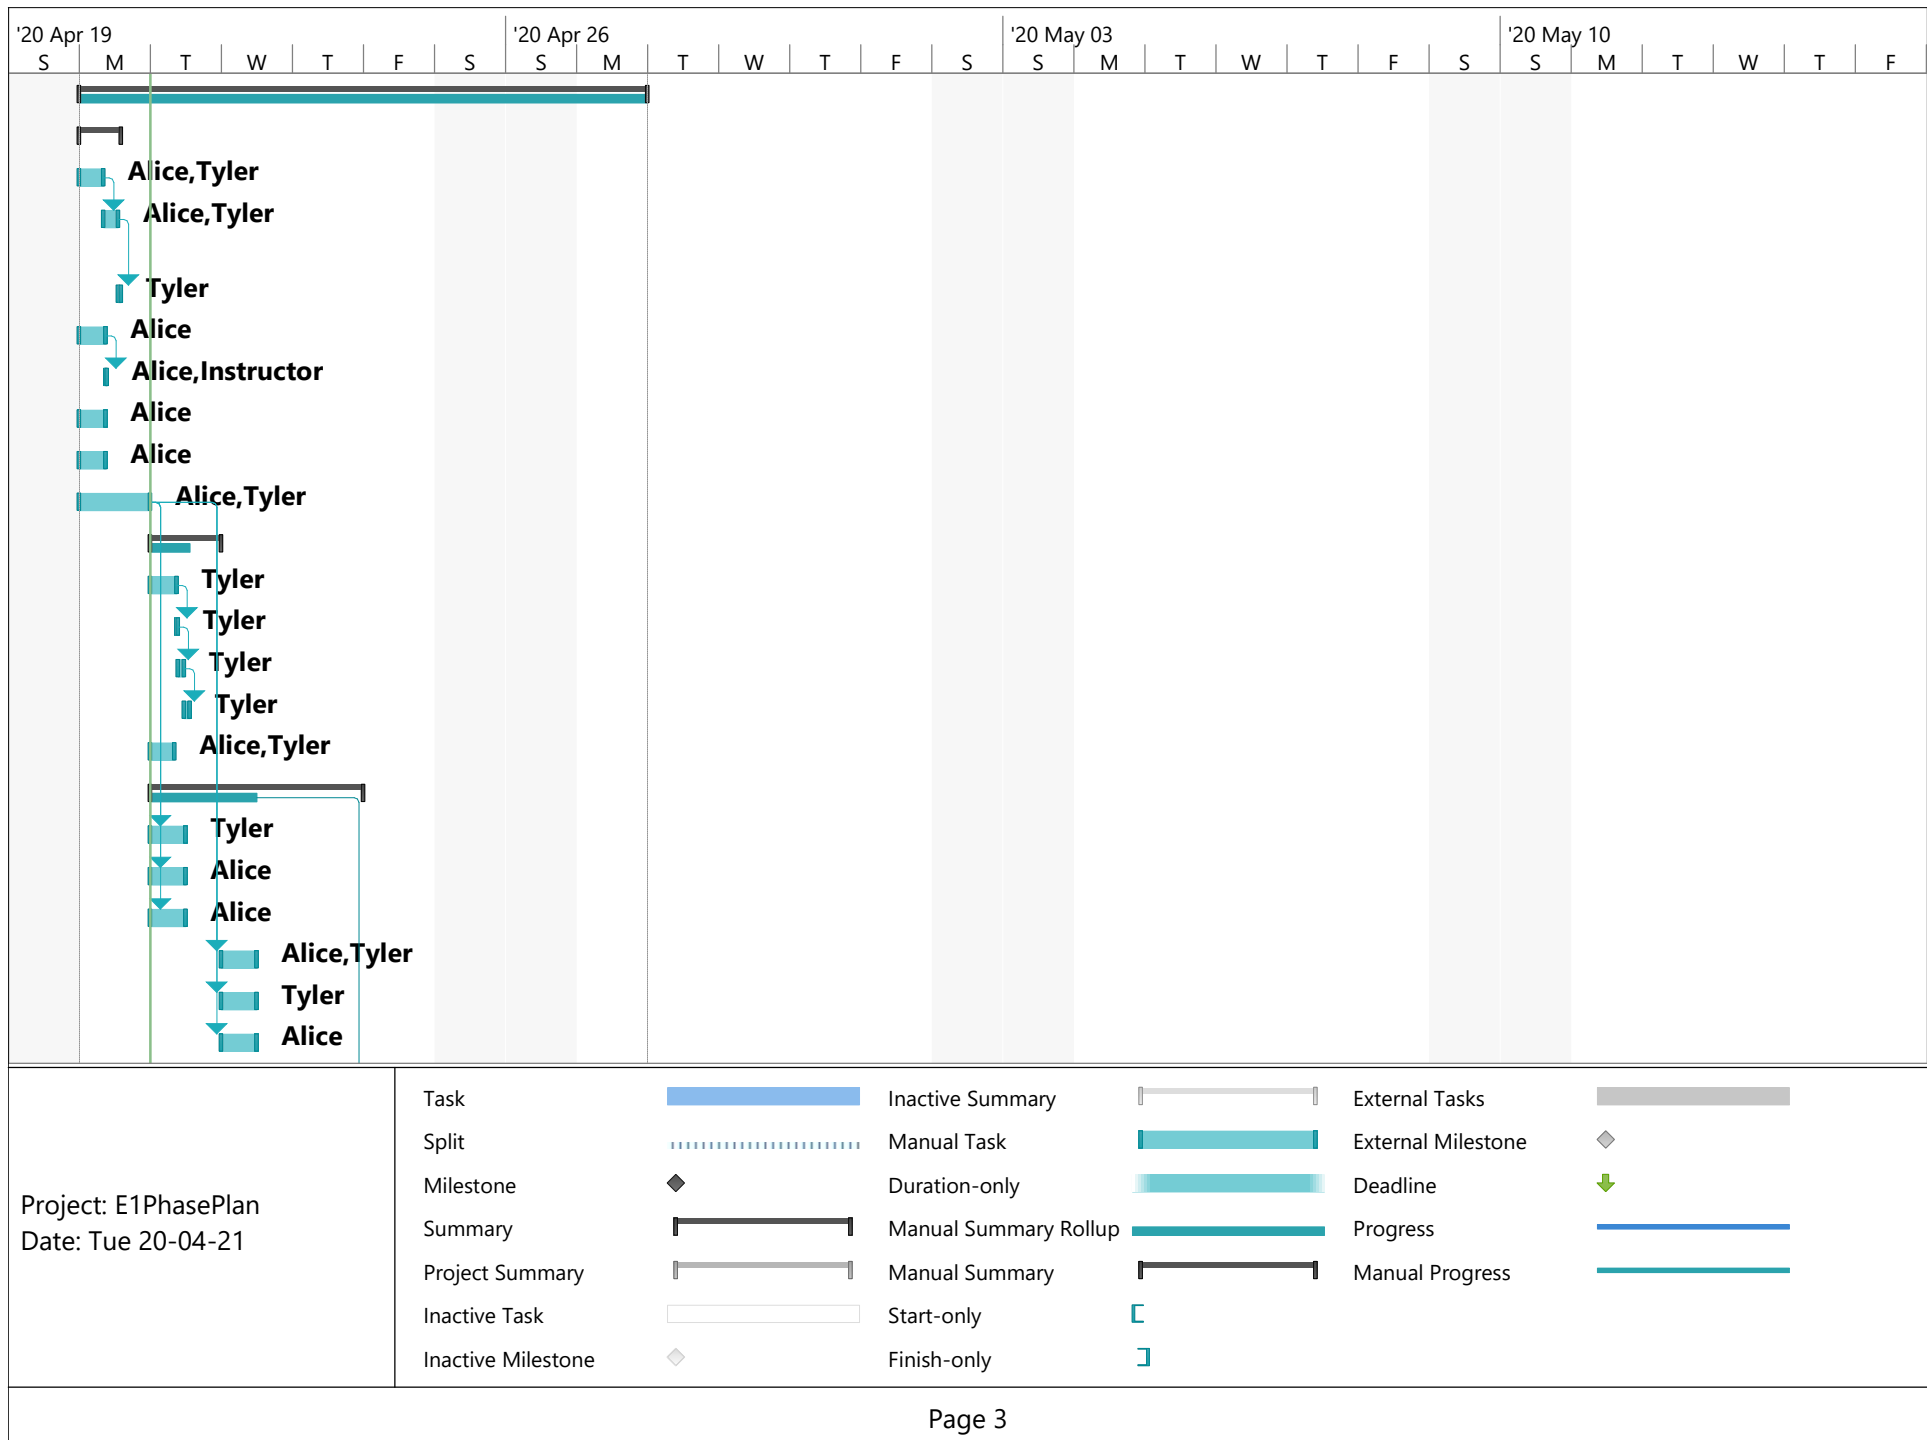 '20 Apr 19 '20 Apr 26 '20 May 03 '20 May 10
S M T W T F S S M T W T F S S M T W T F S S M T W T F
Alice,Tyler
Alice,Tyler
Tyler
Alice
Alice,Instructor
Alice
Alice
Alice,Tyler
Tyler
Tyler
Tyler
Tyler
Alice,Tyler
Tyler
Alice
Alice
Alice,Tyler
Tyler
Alice
Project: E1PhasePlan
Date: Tue 20-04-21
Task
Split
Milestone
Summary
Project Summary
Inactive Task
Inactive Milestone
Inactive Summary
Manual Task
Duration-only
Manual Summary Rollup
Manual Summary
Start-only
Finish-only
External Tasks
External Milestone
Deadline
Progress
Manual Progress
Page 3